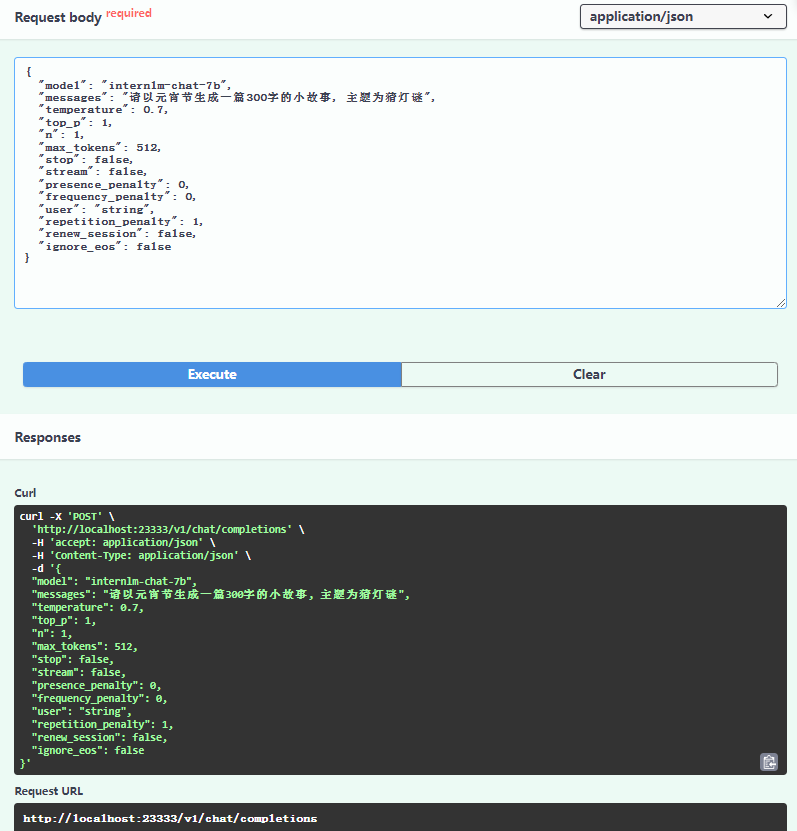 Request body required
application/json
{
  "model": "internlm-chat-7b",
  "messages": "请以元宵节生成一篇300字的小故事, 主题为猜灯谜",
  "temperature": 0.7,
  "top_p": 1,
  "n": 1,
  "max_tokens": 512,
  "stop": false,
  "stream": false,
  "presence_penalty": 0,
  "frequency_penalty": 0,
  "user": "string",
  "repetition_penalty": 1,
  "renew_session": false,
  "ignore_eos": false
}
Execute
Clear
Responses
Curl
curl -X 'POST' \
  'http://localhost:23333/v1/chat/completions' \
  -H 'accept: application/json' \
  -H 'Content-Type: application/json' \
  -d '{
  "model": "internlm-chat-7b",
  "messages": "请以元宵节生成一篇300字的小故事, 主题为猜灯谜",
  "temperature": 0.7,
  "top_p": 1,
  "n": 1,
  "max_tokens": 512,
  "stop": false,
  "stream": false,
  "presence_penalty": 0,
  "frequency_penalty": 0,
  "user": "string",
  "repetition_penalty": 1,
  "renew_session": false,
  "ignore_eos": false
}'
Request URL
http://localhost:23333/v1/chat/completions